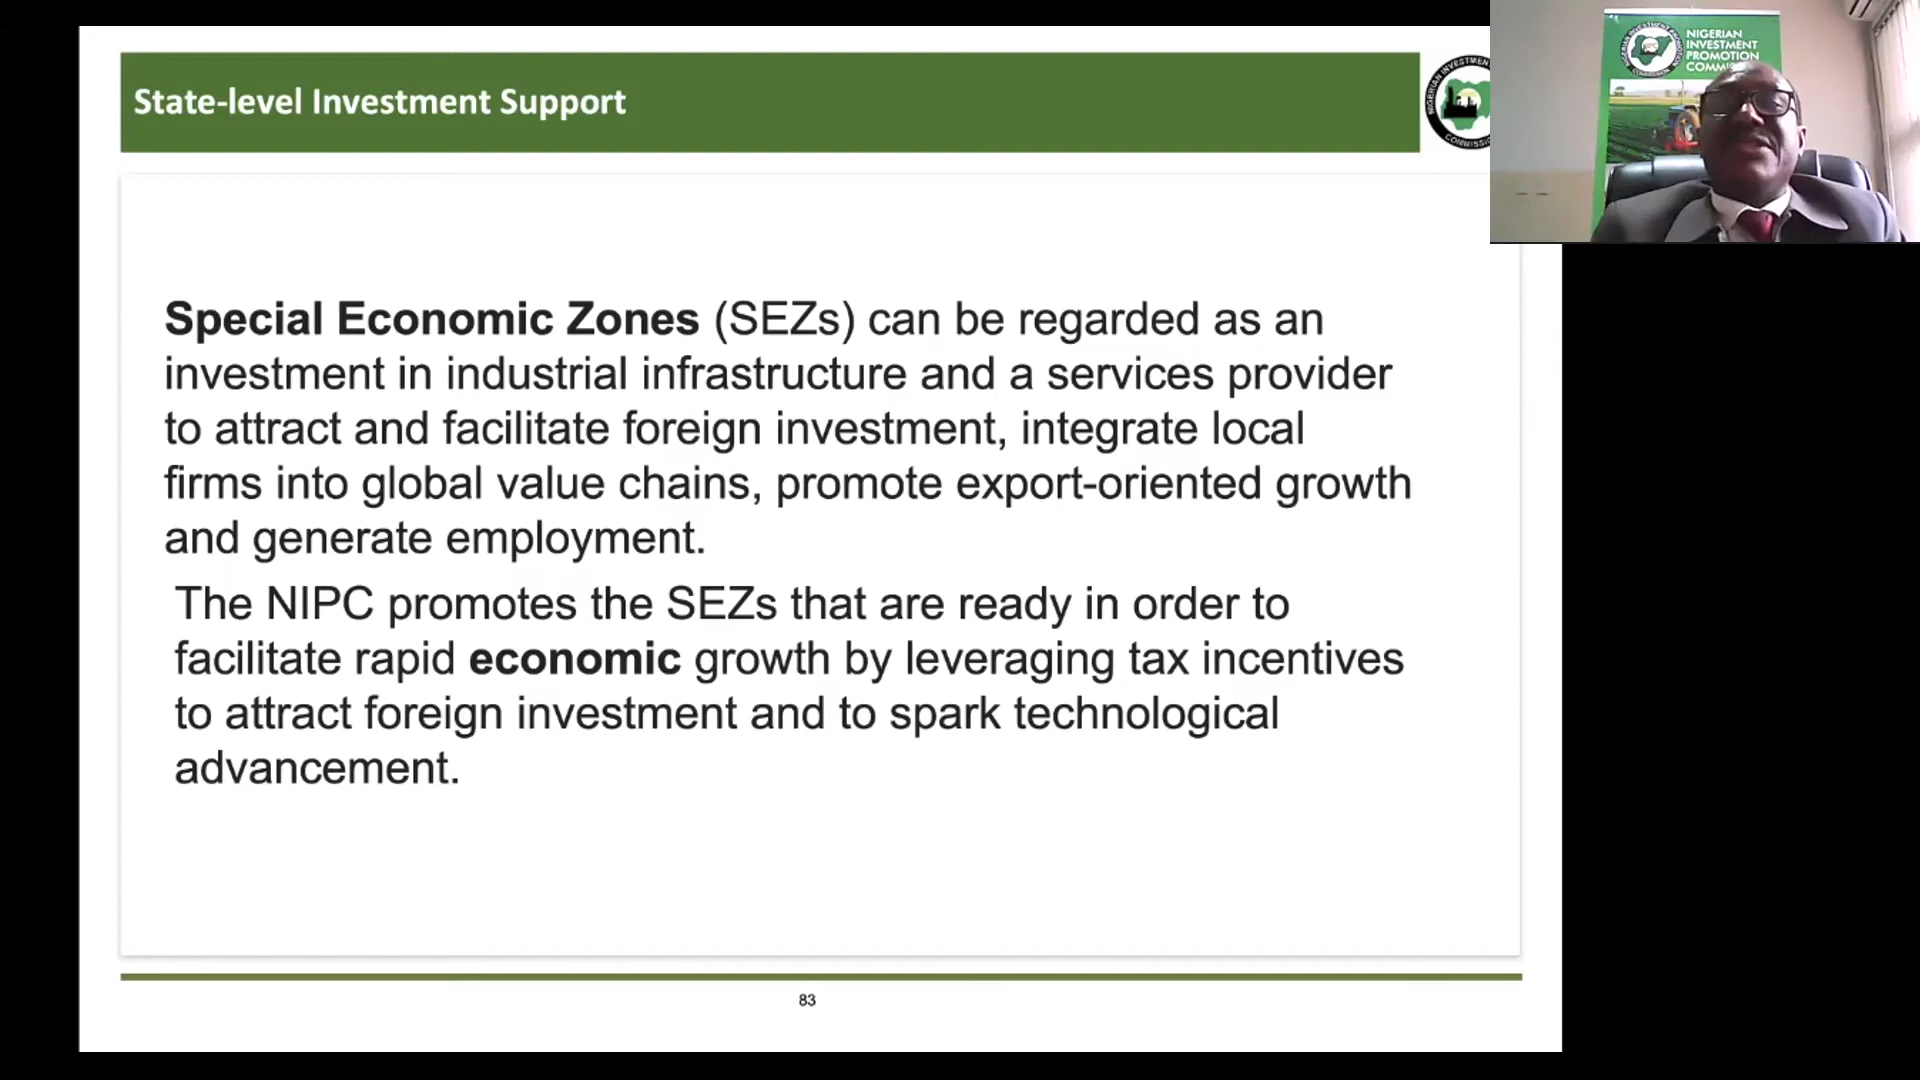 State-level Investment Support
NIGERIAN
INVESTMENT
PROMOTION
Special Economic Zones (SEZs) can be regarded as an
investment in industrial infrastructure and a services provider
to attract and facilitate foreign investment, integrate local
firms into global value chains, promote export-oriented growth
and generate employment.
The NIPC promotes the SEZs that are ready in order to
facilitate rapid economic growth by leveraging tax incentives
to attract foreign investment and to spark technological
advancement.
83